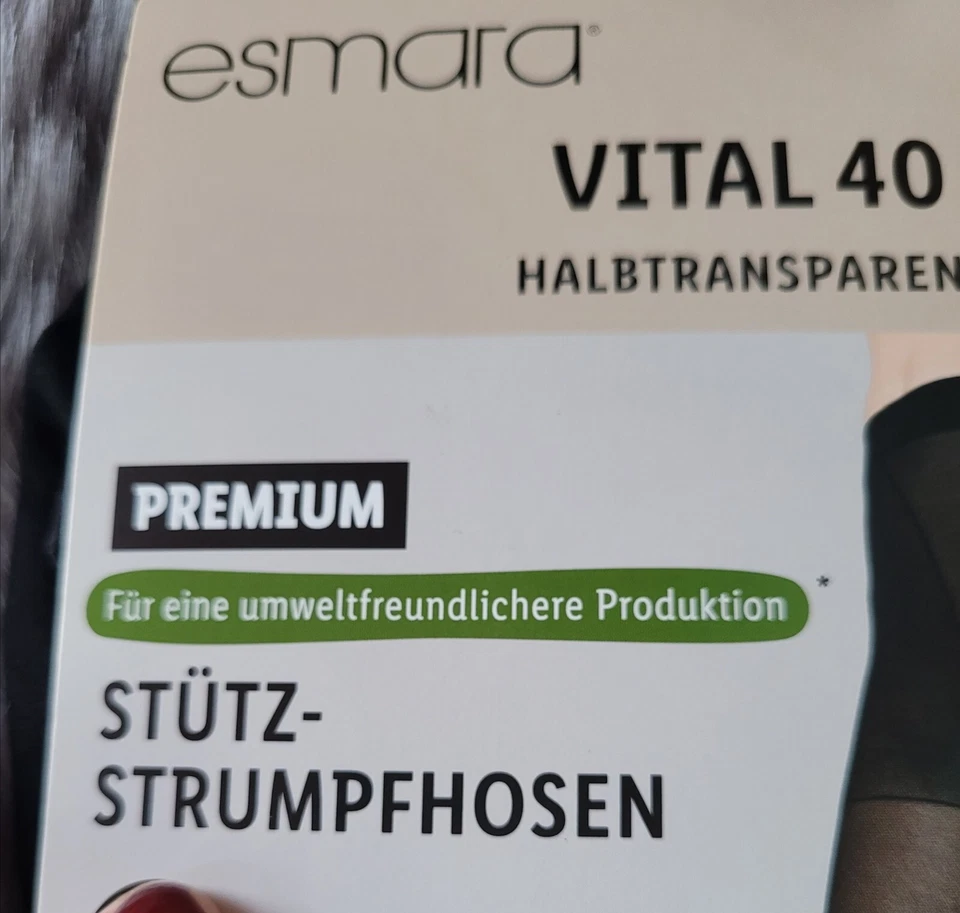 esmara®
VITAL 40
HALBTRANSPAREN
PREMIUM
Für eine umweltfreundlichere Produktion*
STÜTZ-
STRUMPFHOSEN